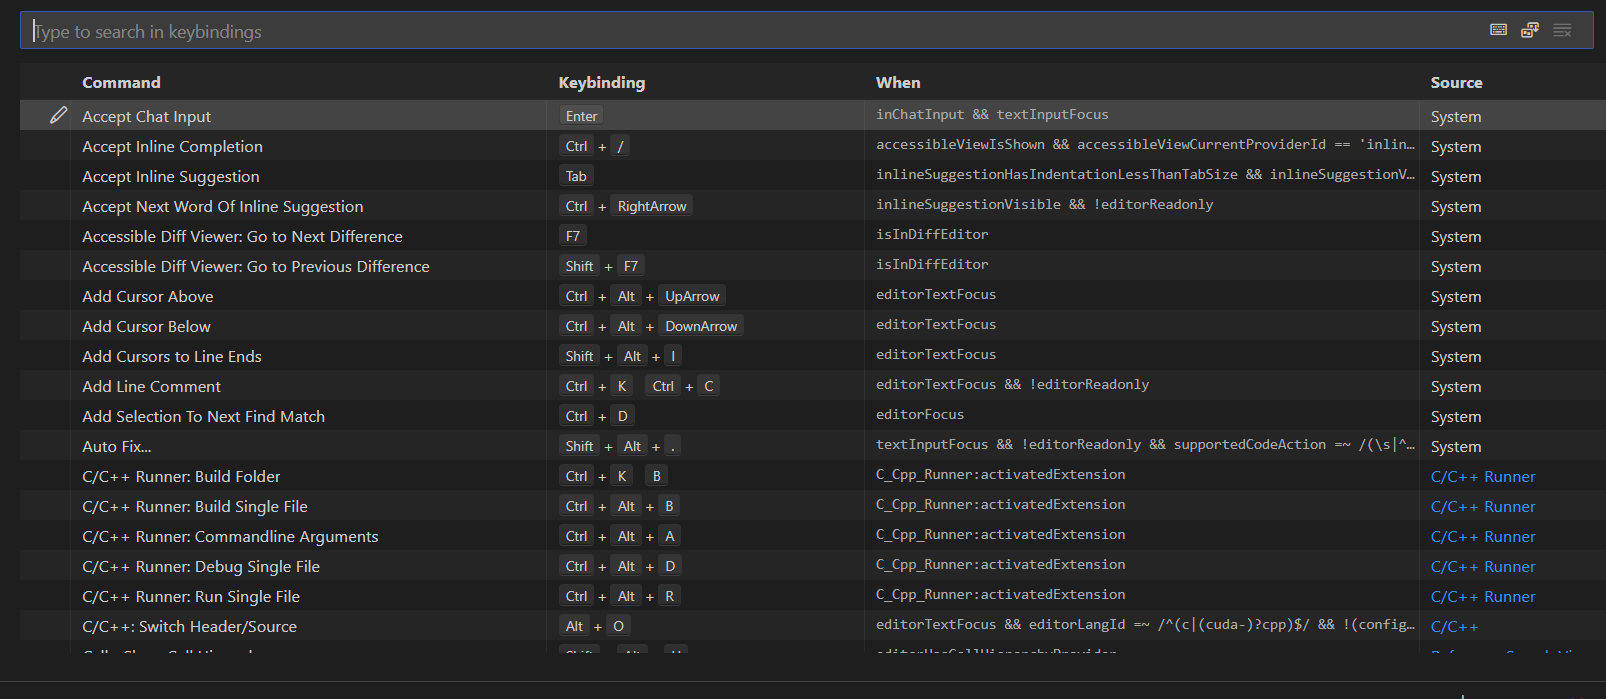 Type to search in keybindings
Command Keybinding When Source
Accept Chat Input Enter inChatInput && textInputFocus System
Accept Inline Completion Ctrl + / accessibleViewIsShown && accessibleViewCurrentProviderId == 'inlin… System
Accept Inline Suggestion Tab inlineSuggestionHasIndentationLessThanTabSize && inlineSuggestionV… System
Accept Next Word Of Inline Suggestion Ctrl + RightArrow inlineSuggestionVisible && !editorReadonly System
Accessible Diff Viewer: Go to Next Difference F7 isInDiffEditor System
Accessible Diff Viewer: Go to Previous Difference Shift + F7 isInDiffEditor System
Add Cursor Above Ctrl + Alt + UpArrow editorTextFocus System
Add Cursor Below Ctrl + Alt + DownArrow editorTextFocus System
Add Cursors to Line Ends Shift + Alt + I editorTextFocus System
Add Line Comment Ctrl + K Ctrl + C editorTextFocus && !editorReadonly System
Add Selection To Next Find Match Ctrl + D editorFocus System
Auto Fix... Shift + Alt + . textInputFocus && !editorReadonly && supportedCodeAction =~ /(\s|^… System
C/C++ Runner: Build Folder Ctrl + K B C_Cpp_Runner:activatedExtension C/C++ Runner
C/C++ Runner: Build Single File Ctrl + Alt + B C_Cpp_Runner:activatedExtension C/C++ Runner
C/C++ Runner: Commandline Arguments Ctrl + Alt + A C_Cpp_Runner:activatedExtension C/C++ Runner
C/C++ Runner: Debug Single File Ctrl + Alt + D C_Cpp_Runner:activatedExtension C/C++ Runner
C/C++ Runner: Run Single File Ctrl + Alt + R C_Cpp_Runner:activatedExtension C/C++ Runner
C/C++: Switch Header/Source Alt + O editorTextFocus && editorLangId =~ /^(c|(cuda-)?cpp)$/ && !(config… C/C++